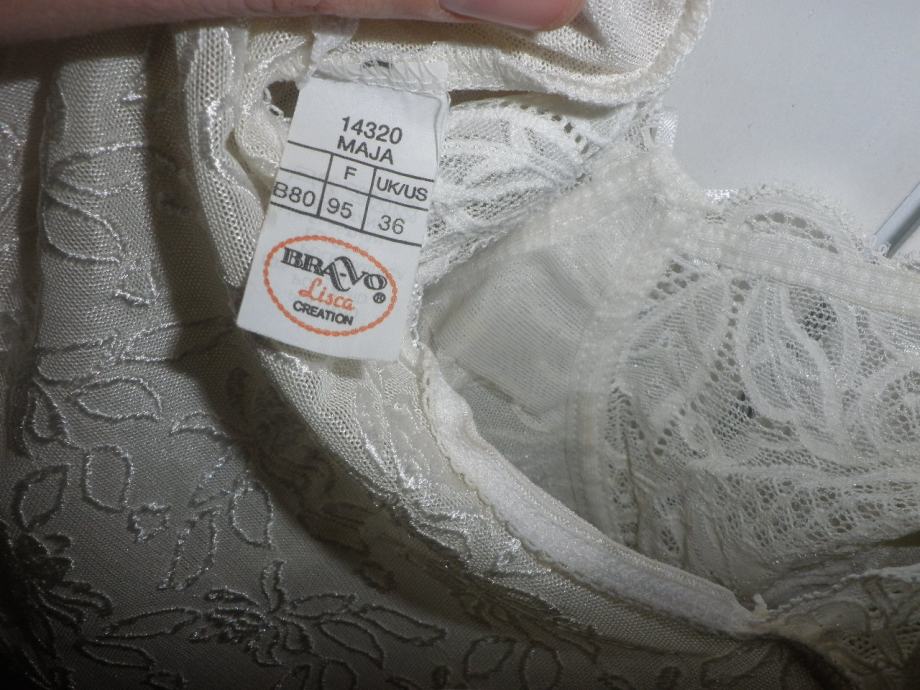 14320
MAJA
F UK/US
B80 95 36
BRAVO®
Lisca
CREATION